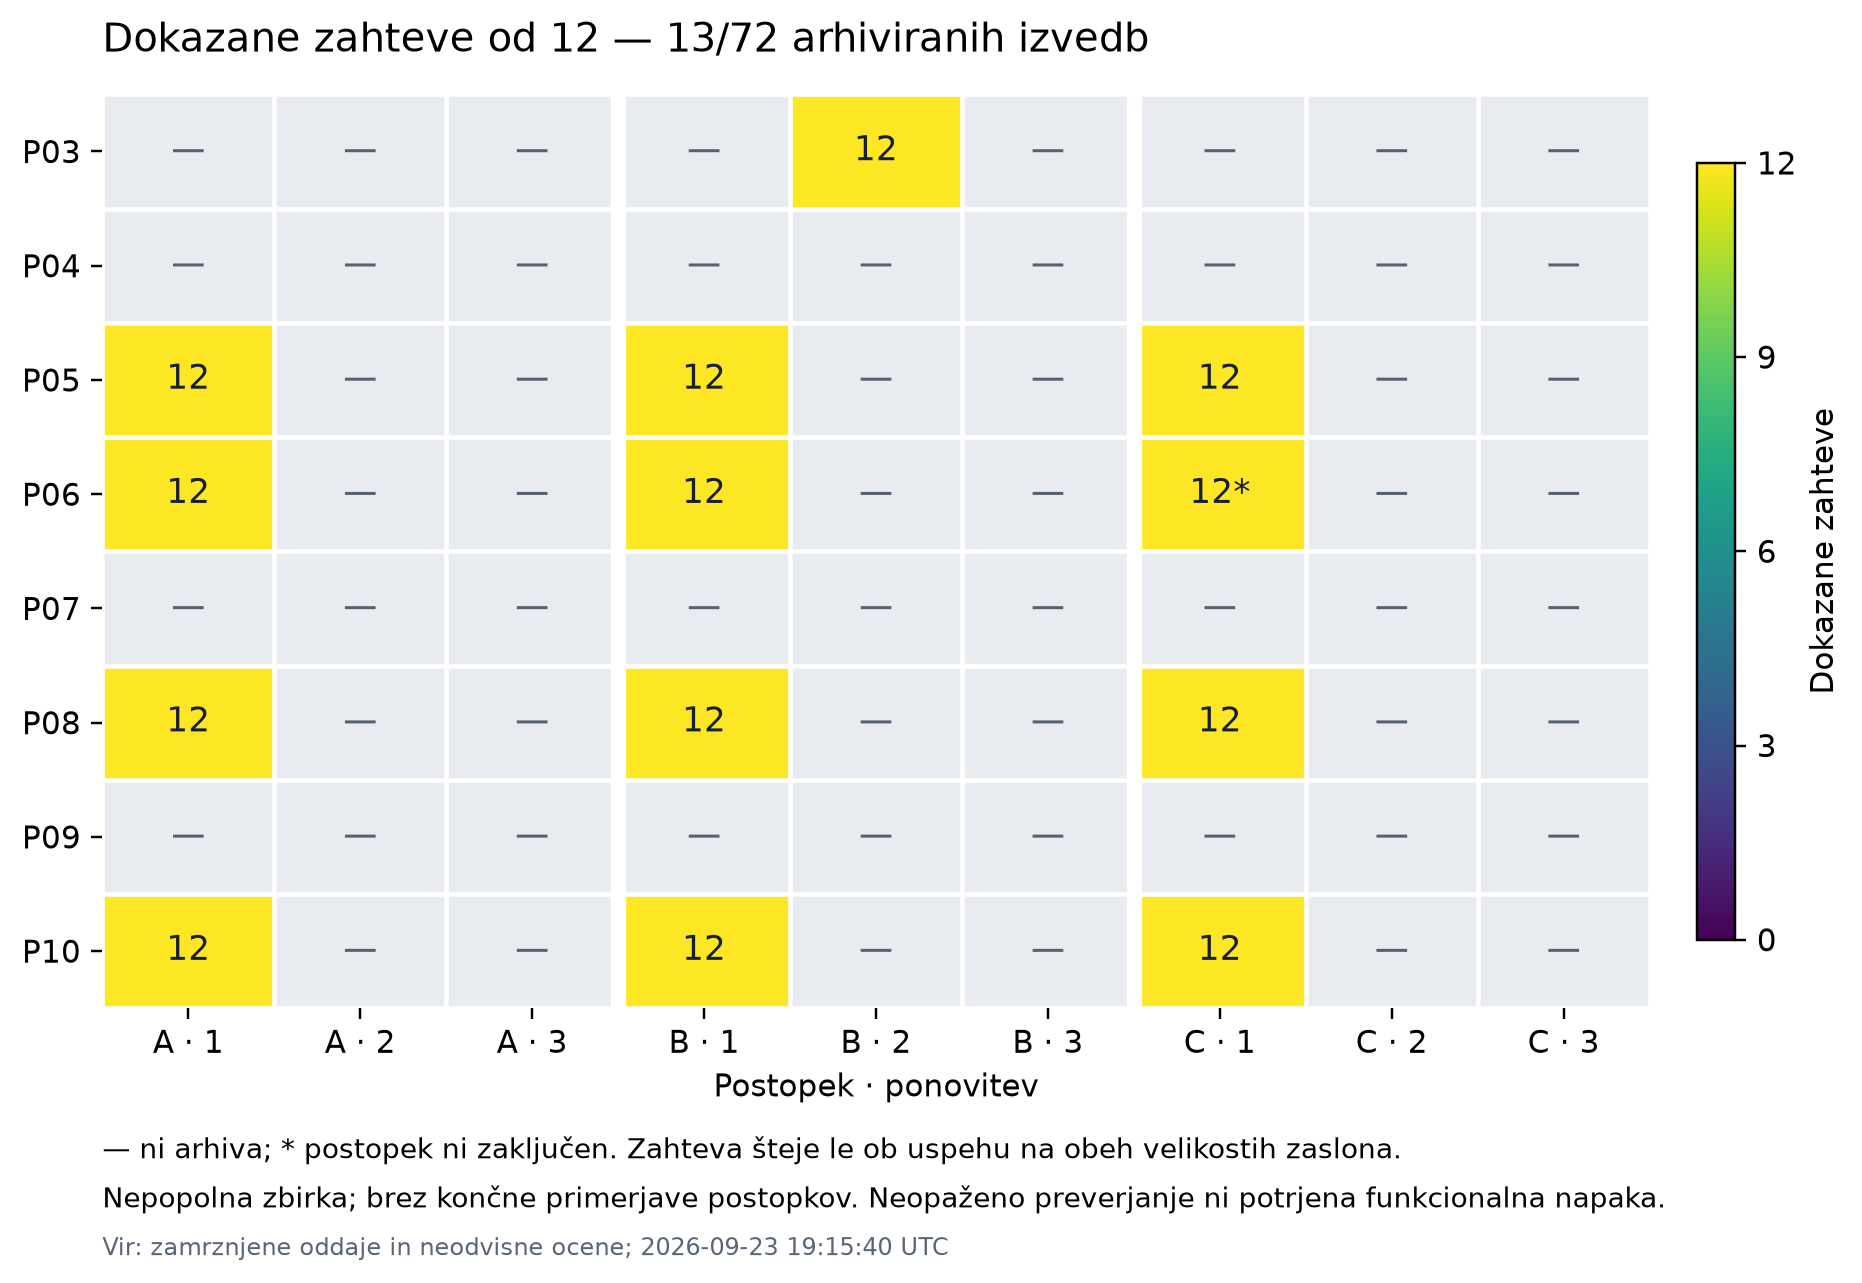 Dokazane zahteve od 12 — 13/72 arhiviranih izvedb
P03 — — — — 12 — — — —
P04 — — — — — — — — —
P05 12 — — 12 — — 12 — —
P06 12 — — 12 — — 12* — —
P07 — — — — — — — — —
P08 12 — — 12 — — 12 — —
P09 — — — — — — — — —
P10 12 — — 12 — — 12 — —
A · 1 A · 2 A · 3 B · 1 B · 2 B · 3 C · 1 C · 2 C · 3
Postopek · ponovitev
12
9
6
3
0
Dokazane zahteve
— ni arhiva; * postopek ni zaključen. Zahteva šteje le ob uspehu na obeh velikostih zaslona.
Nepopolna zbirka; brez končne primerjave postopkov. Neopaženo preverjanje ni potrjena funkcionalna napaka.
Vir: zamrznjene oddaje in neodvisne ocene; 2026-09-23 19:15:40 UTC